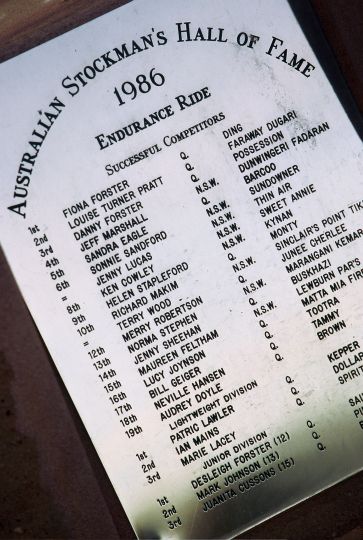 AUSTRALIAN STOCKMAN'S HALL OF FAME
1986
ENDURANCE RIDE
SUCCESSFUL COMPETITORS
1st FIONA FORSTER Q. DING
2nd LOUISE TURNER PRATT Q. FARAWAY DUGARI
3rd DANNY FORSTER Q. POSSESSION
4th JEFF MARSHALL N.S.W. DUNWINGERI FADARAN
5th SANDRA EAGLE Q. BARCOO
6th SONNIE SANDFORD N.S.W. SUNDOWNER
= JENNY LUCAS N.S.W. THIN AIR
8th KEN COWLEY N.S.W. SWEET ANNIE
9th HELEN STAPLEFORD N.S.W. KYNAN
10th RICHARD MAKIM Q. MONTY
= TERRY WOOD N.S.W. SINCLAIR'S POINT
12th MERRY ROBERTSON Q. JUNEE CHERLEE
13th NORMA STEPHEN N.S.W. MARANGANI
14th JENNY SHEEHAN Q. BUSKHAZI
15th MAUREEN FELTHAM Q. PAR'S
16th LUCY JOYNSON Q. MATTA MIA
17th BILL GEIGER Q. TOOTRA
18th NEVILLE HANSEN Q. TAMMY
19th AUDREY DOYLE Q. BROWN
LIGHTWEIGHT DIVISION
1st PATRIC LAWLER Q. KEPPER
2nd IAN MAINS Q.
3rd MARIE LACEY Q.
JUNIOR DIVISION
1st DESLEIGH FORSTER (12) Q.
2nd MARK JOHNSON (13) Q.
3rd JUANITA CUSSONS (15) Q.